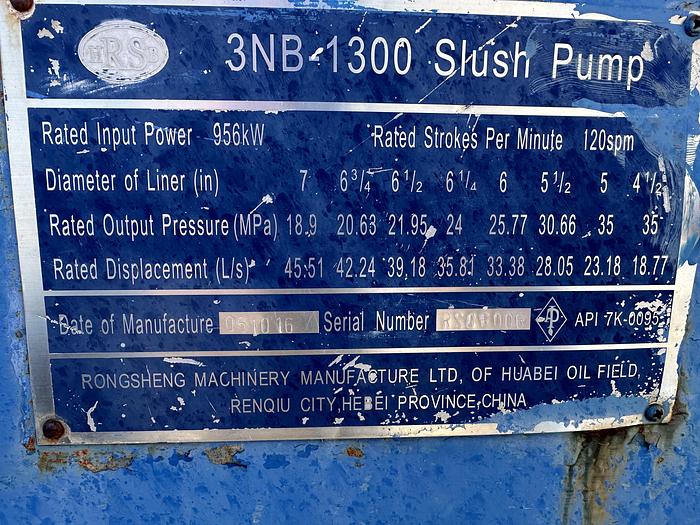 HRSB
3NB-1300 Slush Pump
Rated Input Power 956kW Rated Strokes Per Minute 120spm
Diameter of Liner (in) 7 6 3/4 6 1/2 6 1/4 6 5 1/2 5 4 1/2
Rated Output Pressure (MPa) 18.9 20.63 21.95 24 25.77 30.66 35 35
Rated Displacement (L/s) 45.51 42.24 39.18 35.81 33.38 28.05 23.18 18.77
Date of Manufacture 051016 Serial Number API 7K-0095
RONGSHENG MACHINERY MANUFACTURE LTD, OF HUABEI OIL FIELD,
RENQIU CITY,HEBEI PROVINCE,CHINA